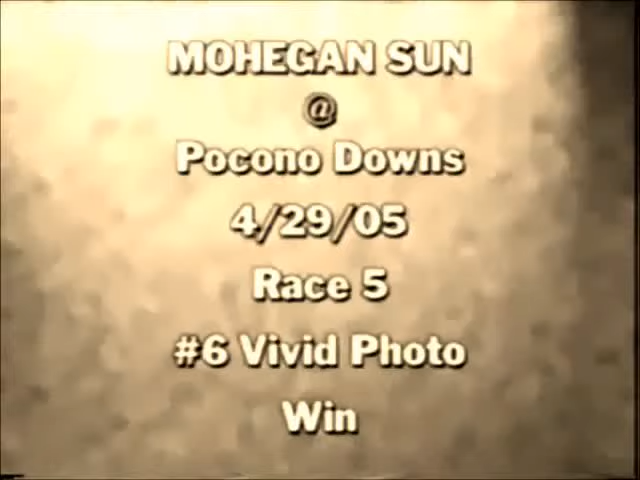 MOHEGAN SUN
@
Pocono Downs
4/29/05
Race 5
#6 Vivid Photo
Win